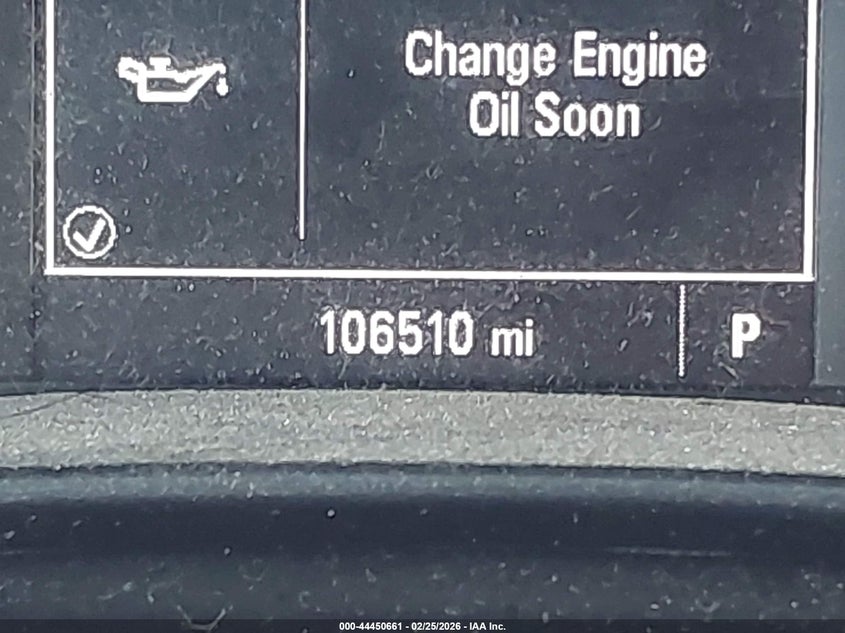 Change Engine
Oil Soon
106510 mi
P
000-44450661 - 02/25/2026 - IAA Inc.